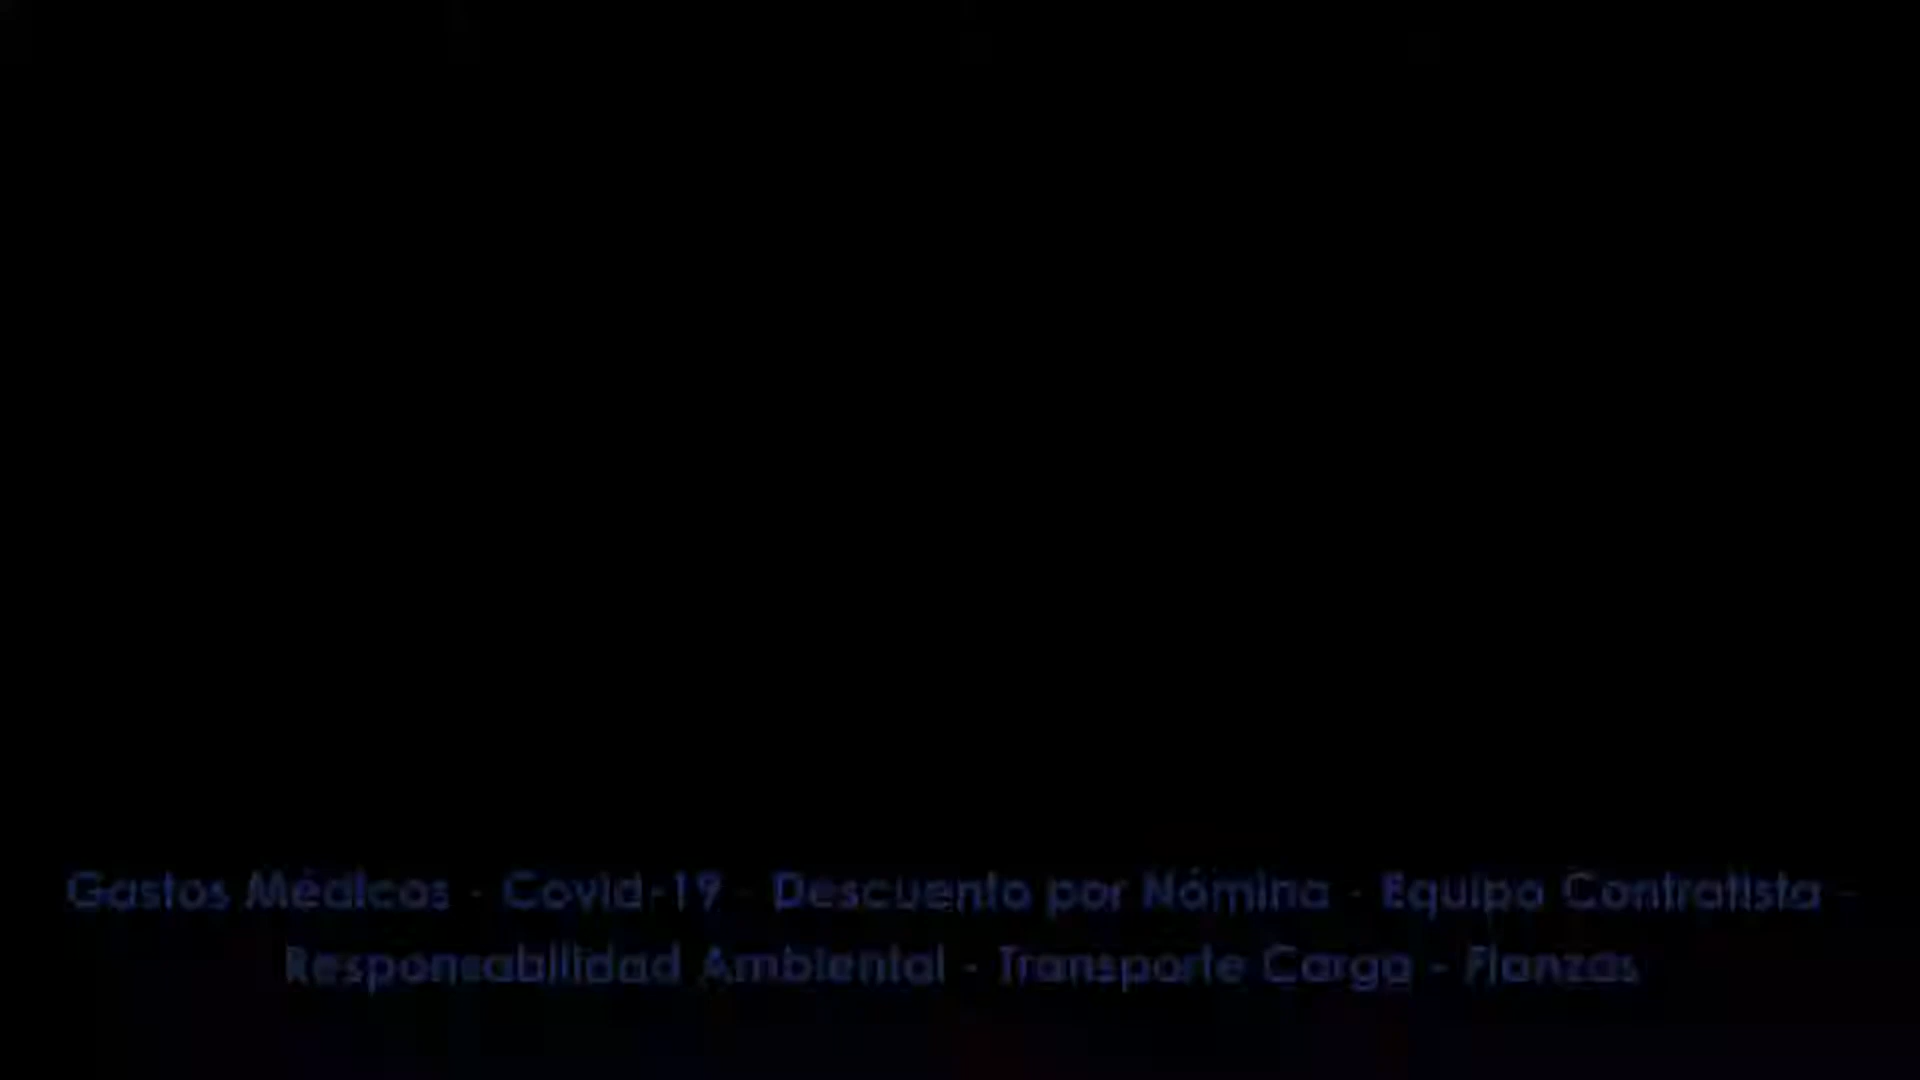 Gastos Médicos - Covid-19 - Descuento por Nómina - Equipo Contratista -
Responsabilidad Ambiental - Transporte Carga - Fianzas